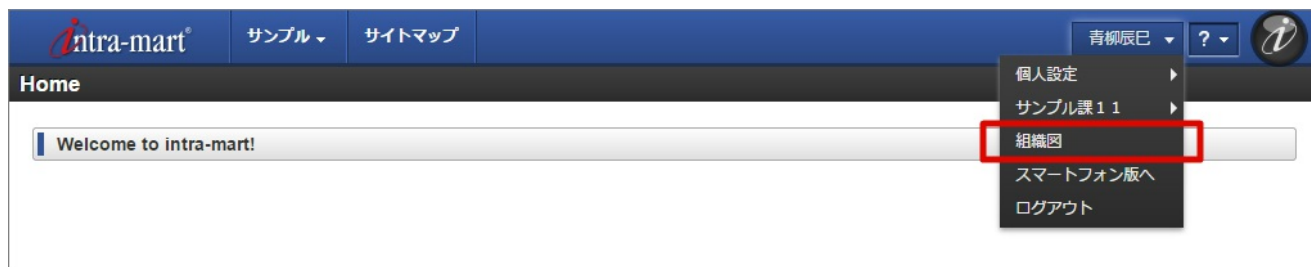 intra-mart® サンプル サイトマップ 青柳辰巳 ?
Home
個人設定
サンプル課11
Welcome to intra-mart!
組織図
スマートフォン版へ
ログアウト